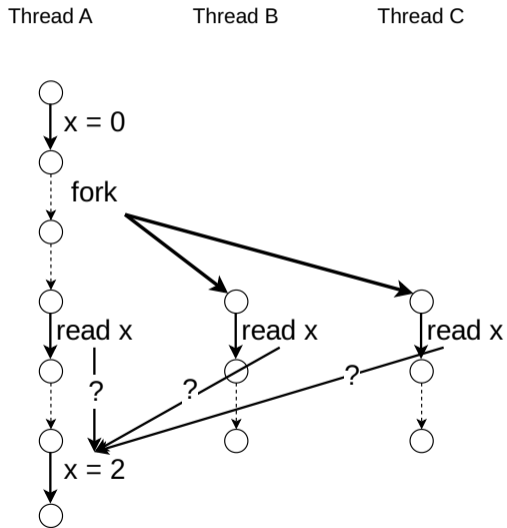 Thread A
Thread B
Thread C
x = 0
fork
read x
read x
read x
?
?
?
x = 2